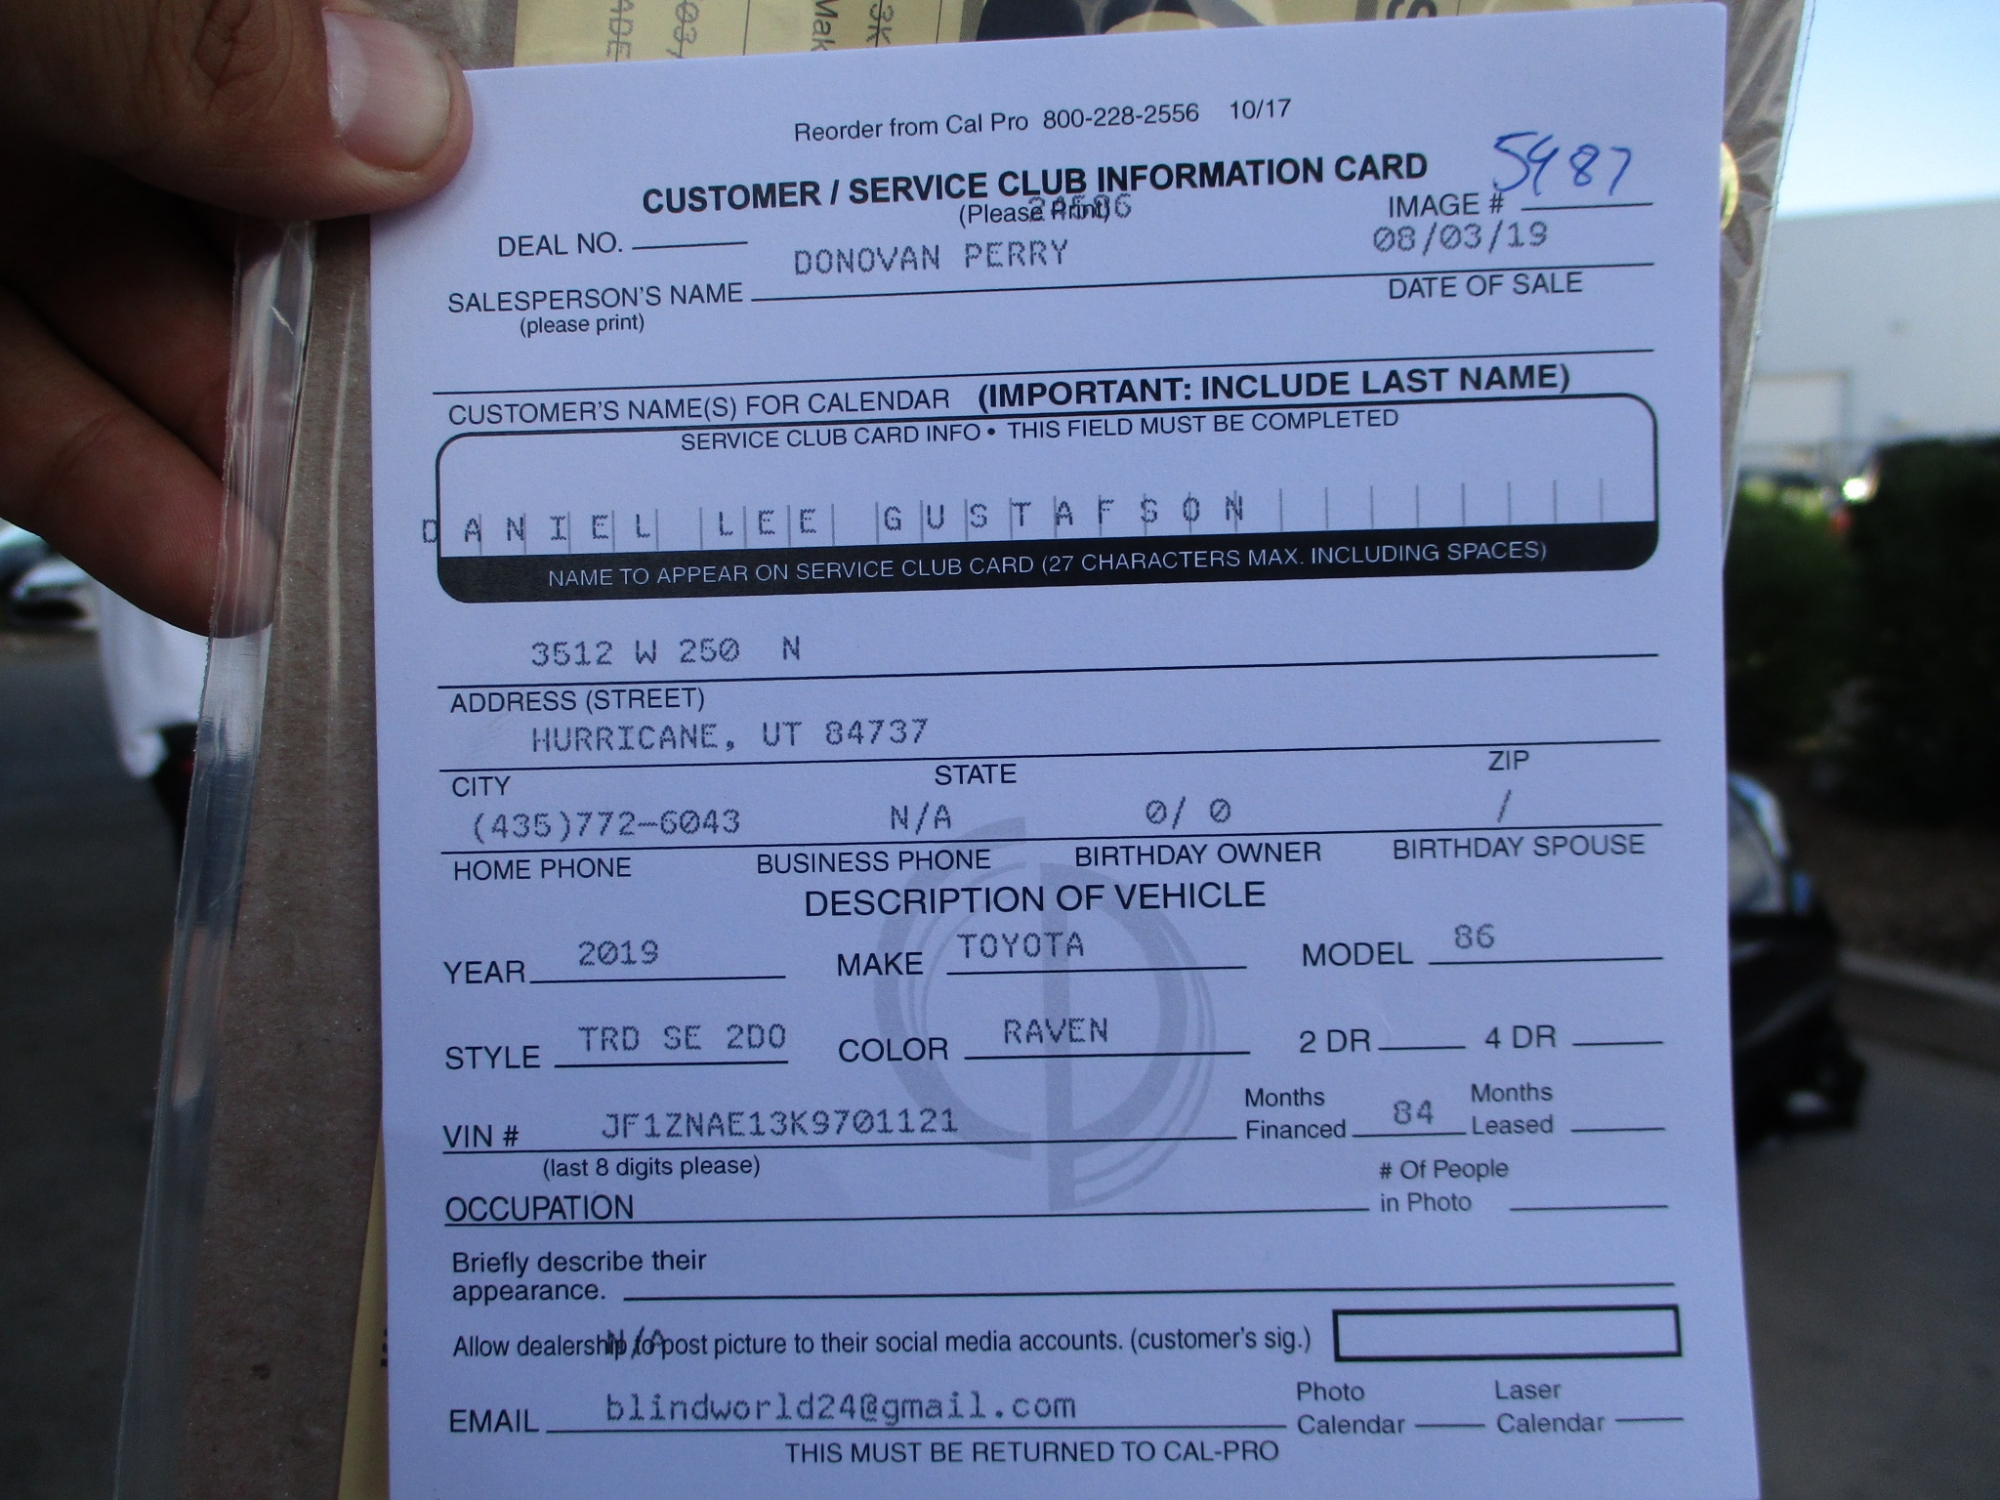 ADE
03,
Mak
3K
S
Reorder from Cal Pro 800-228-2556 10/17
CUSTOMER / SERVICE CLUB INFORMATION CARD
5487
(Please Print)
IMAGE #
DEAL NO.
DONOVAN PERRY
08/03/19
SALESPERSON'S NAME
DATE OF SALE
(please print)
CUSTOMER'S NAME(S) FOR CALENDAR (IMPORTANT: INCLUDE LAST NAME)
SERVICE CLUB CARD INFO • THIS FIELD MUST BE COMPLETED
DANIEL LEE GUSTAFSON
NAME TO APPEAR ON SERVICE CLUB CARD (27 CHARACTERS MAX. INCLUDING SPACES)
3512 W 250 N
ADDRESS (STREET)
HURRICANE, UT 84737
CITY STATE ZIP
(435)772-6043 N/A 0/ 0 /
HOME PHONE BUSINESS PHONE BIRTHDAY OWNER BIRTHDAY SPOUSE
DESCRIPTION OF VEHICLE
YEAR 2019 MAKE TOYOTA MODEL 86
STYLE TRD SE 2DO COLOR RAVEN 2 DR 4 DR
VIN # JF1ZNAE13K9701121 Months Financed 84 Months Leased
(last 8 digits please)
OCCUPATION # Of People in Photo
Briefly describe their
appearance.
N/A
Allow dealership to post picture to their social media accounts. (customer's sig.)
EMAIL blindworld24@gmail.com Photo Calendar Laser Calendar
THIS MUST BE RETURNED TO CAL-PRO